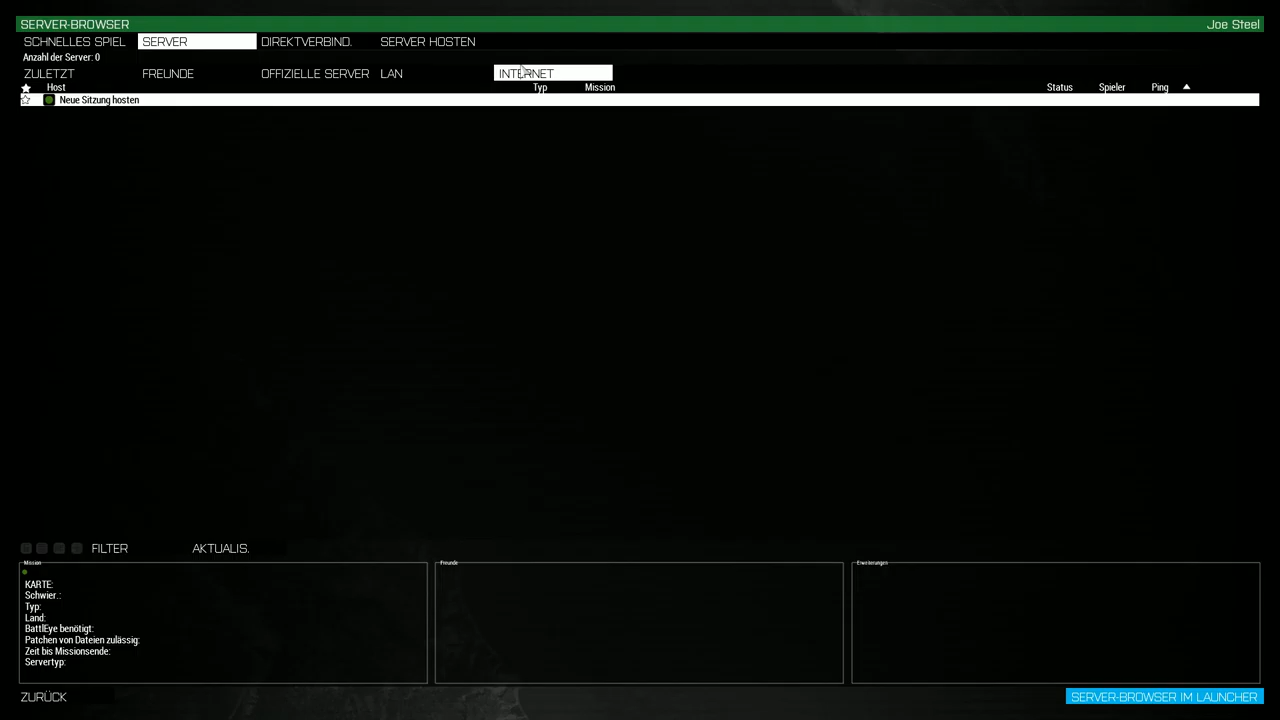 SERVER-BROWSER Joe Steel
SCHNELLES SPIEL SERVER DIREKTVERBIND. SERVER HOSTEN
Anzahl der Server: 0
ZULETZT FREUNDE OFFIZIELLE SERVER LAN INTERNET
Host Typ Mission Status Spieler Ping
Neue Sitzung hosten
FILTER AKTUALIS.
Mission Freunde Erweiterungen
KARTE:
Schwier.:
Typ:
Land:
BattlEye benötigt:
Patchen von Dateien zulässig:
Zeit bis Missionsende:
Servertyp:
ZURÜCK SERVER-BROWSER IM LAUNCHER